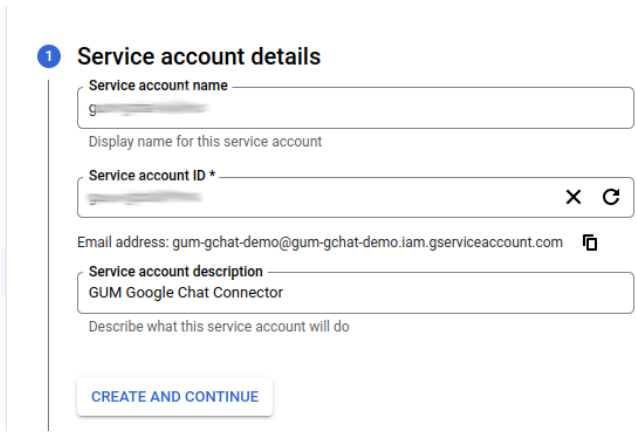 1 Service account details
Service account name
Display name for this service account
Service account ID *
Email address: gum-gchat-demo@gum-gchat-demo.iam.gserviceaccount.com
Service account description
GUM Google Chat Connector
Describe what this service account will do
CREATE AND CONTINUE